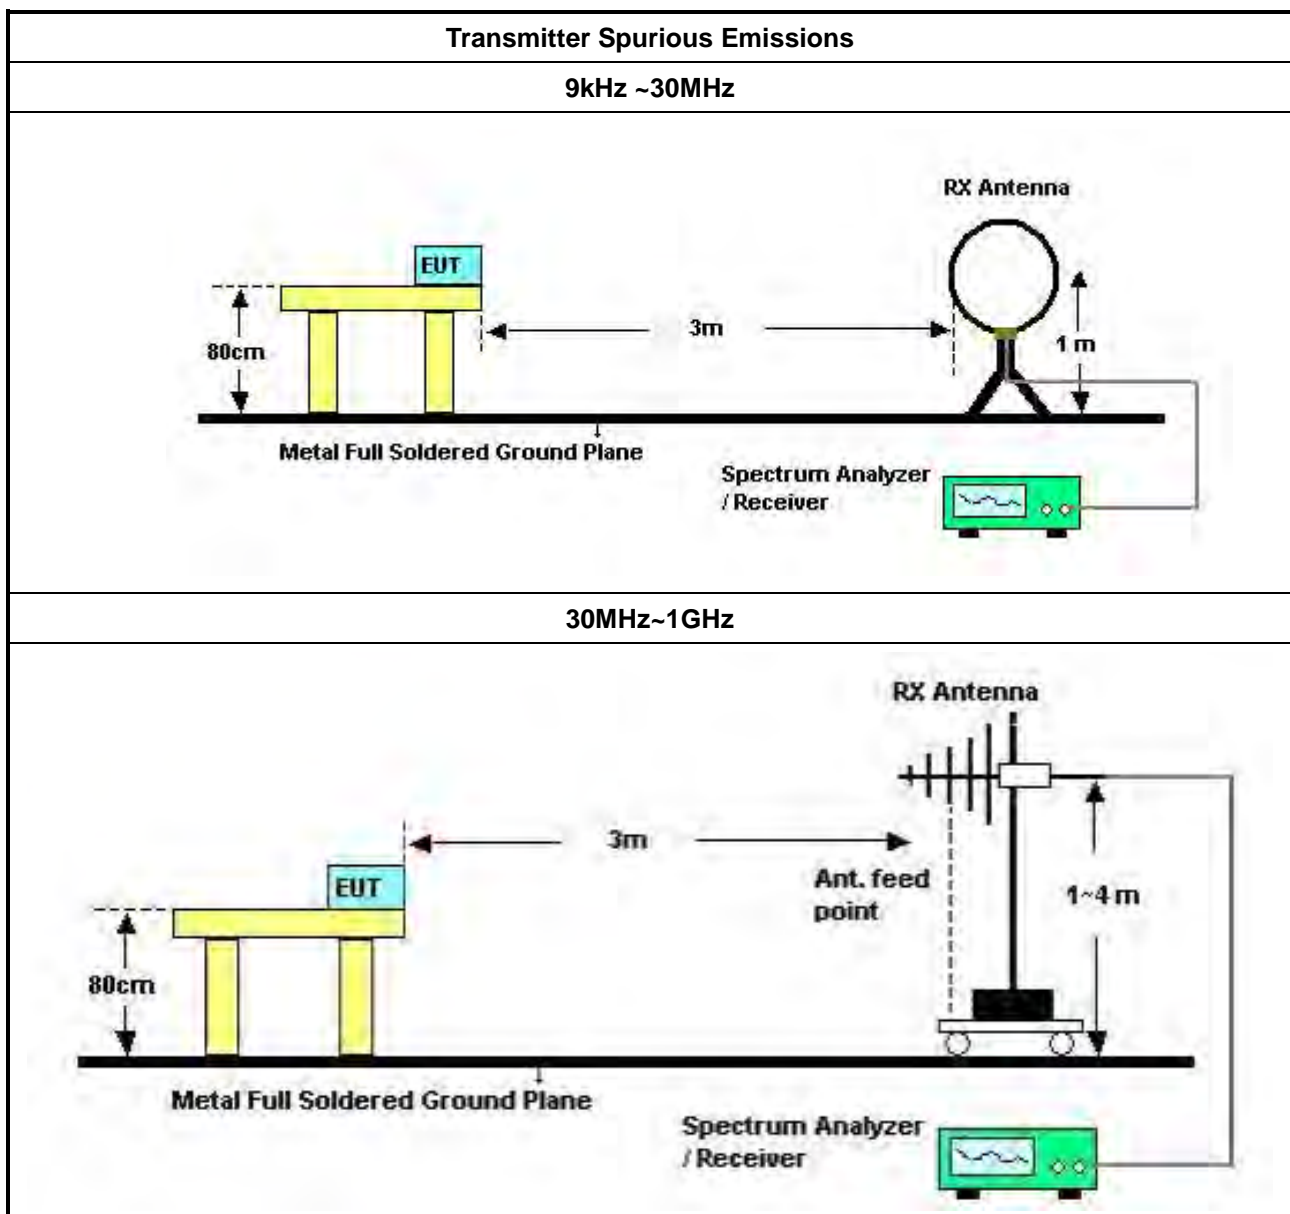 Transmitter Spurious Emissions
9kHz ~30MHz
RX Antenna
EUT
3m
80cm
1 m
Metal Full Soldered Ground Plane
Spectrum Analyzer
/ Receiver
30MHz~1GHz
RX Antenna
3m
EUT
Ant. feed
point
1~4 m
80cm
Metal Full Soldered Ground Plane
Spectrum Analyzer
/ Receiver